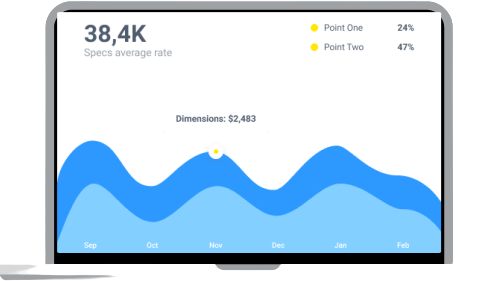 38,4K
Specs average rate
Point One 24%
Point Two 47%
Dimensions: $2,483
Sep Oct Nov Dec Jan Feb